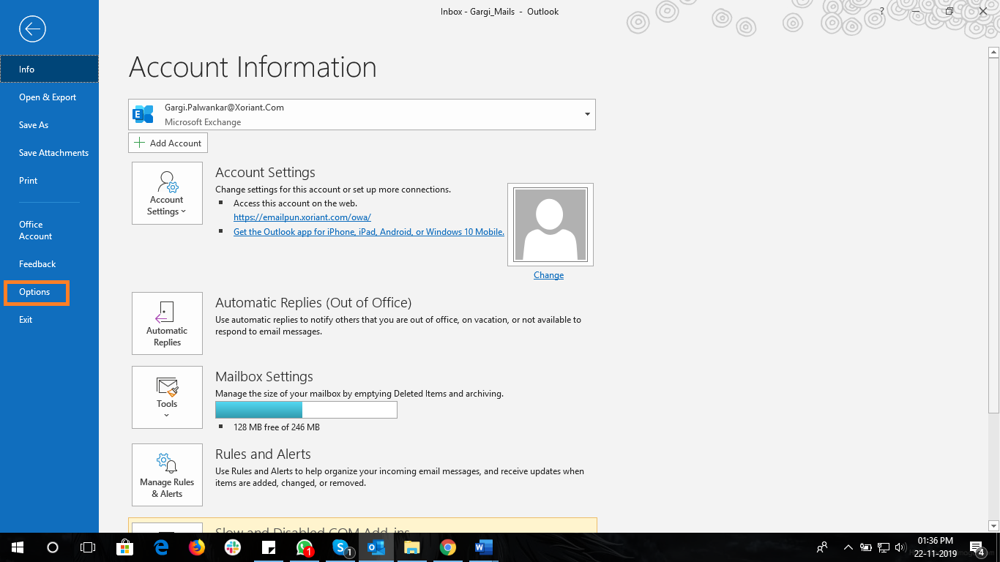 Inbox - Gargi_Mails - Outlook
?
Info
Open & Export
Save As
Save Attachments
Print
Office
Account
Feedback
Options
Exit
Account Information
E
Gargi.Palwankar@Xoriant.Com
Microsoft Exchange
Add Account
Account
Settings
Account Settings
Change settings for this account or set up more connections.
Access this account on the web.
https://emailpun.xoriant.com/owa/
Get the Outlook app for iPhone, iPad, Android, or Windows 10 Mobile.
Change
Automatic
Replies
Automatic Replies (Out of Office)
Use automatic replies to notify others that you are out of office, on vacation, or not available to
respond to email messages.
Tools
Mailbox Settings
Manage the size of your mailbox by emptying Deleted Items and archiving.
128 MB free of 246 MB
Manage Rules
& Alerts
Rules and Alerts
Use Rules and Alerts to help organize your incoming email messages, and receive updates when
items are added, changed, or removed.
Slow and Disabled COM Add-ins
1
S
1
W
01:36 PM
22-11-2019
4